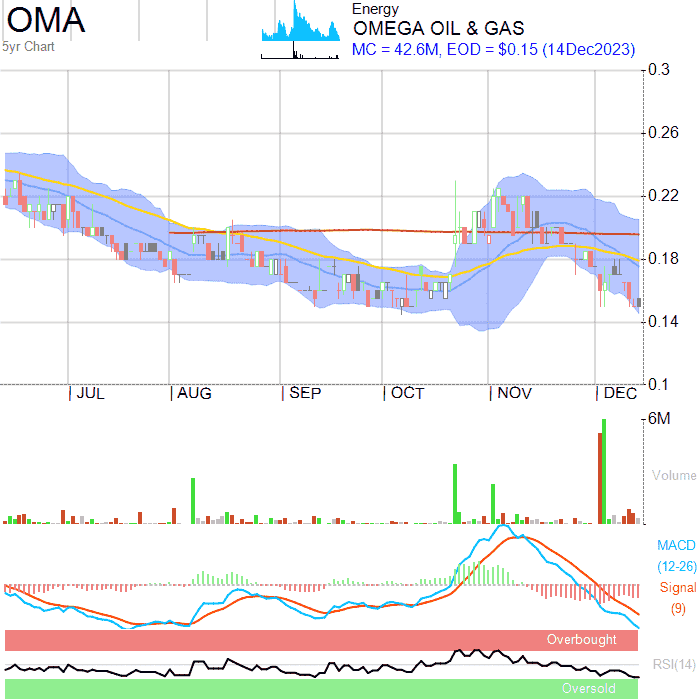 OMA
5yr Chart
Energy
OMEGA OIL & GAS
MC = 42.6M, EOD = $0.15 (14Dec2023)
0.3
0.26
0.22
0.18
0.14
0.1
JUL AUG SEP OCT NOV DEC
6M
Volume
MACD
(12-26)
Signal
(9)
Overbought
RSI(14)
Oversold